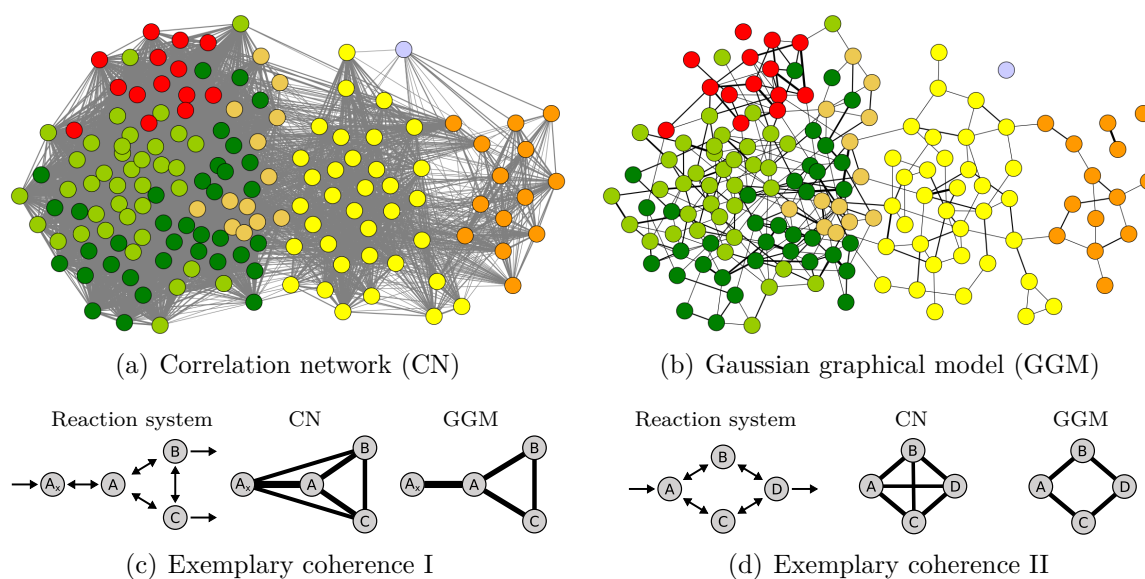 (a) Correlation network (CN)
(b) Gaussian graphical model (GGM)
Reaction system CN GGM
Aₓ A B C
Aₓ A B C
Aₓ A B C
(c) Exemplary coherence I
Reaction system CN GGM
A B C D
A B C D
A B C D
(d) Exemplary coherence II